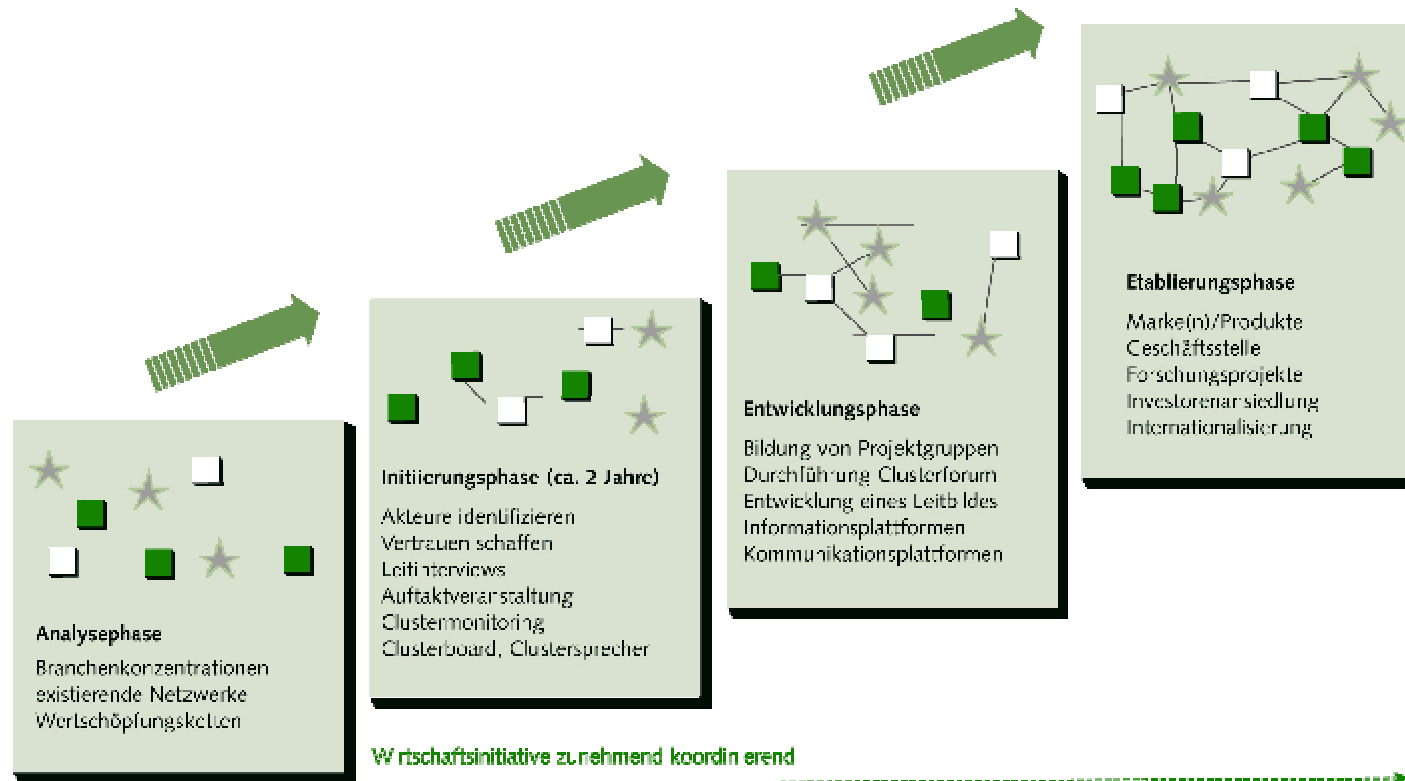 Analysephase
Branchenkonzentrationen
existierende Netzwerke
Wertschöpfungsketten
Initiierungsphase (ca. 2 Jahre)
Akteure identifizieren
Vertrauen schaffen
Leitinterviews
Auftaktveranstaltung
Clustermonitoring
Clusterboard, Clustersprecher
Entwicklungsphase
Bildung von Projektgruppen
Durchführung Clusterforum
Entwicklung eines Leitbildes
Informationsplattformen
Kommunikationsplattformen
Etablierungsphase
Marke(n)/Produkte
Geschäftsstelle
Forschungsprojekte
Investorenansiedlung
Internationalisierung
Wirtschaftsinitiative zunehmend koordinierend